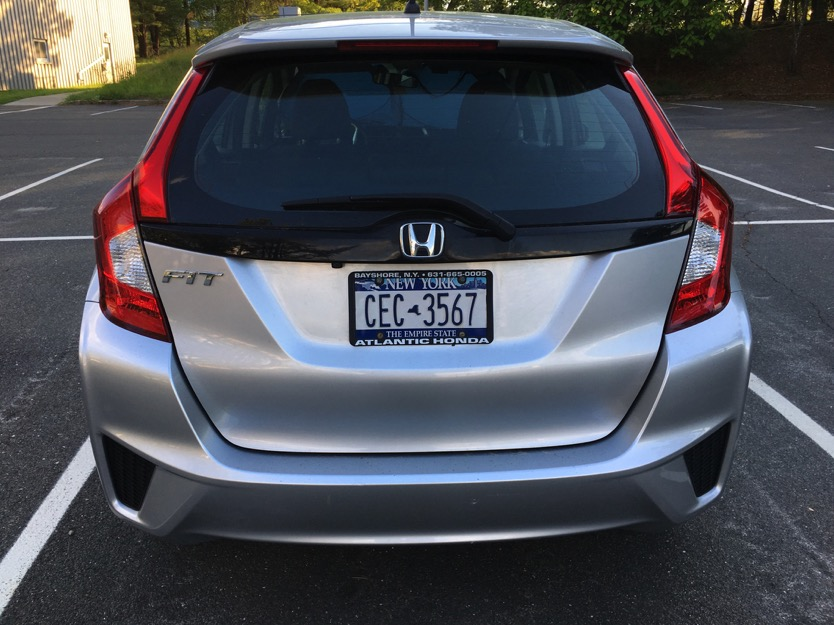 FIT
BAYSHORE, N.Y. • 631-665-0005
NEW YORK
CEC 3567
THE EMPIRE STATE
ATLANTIC HONDA